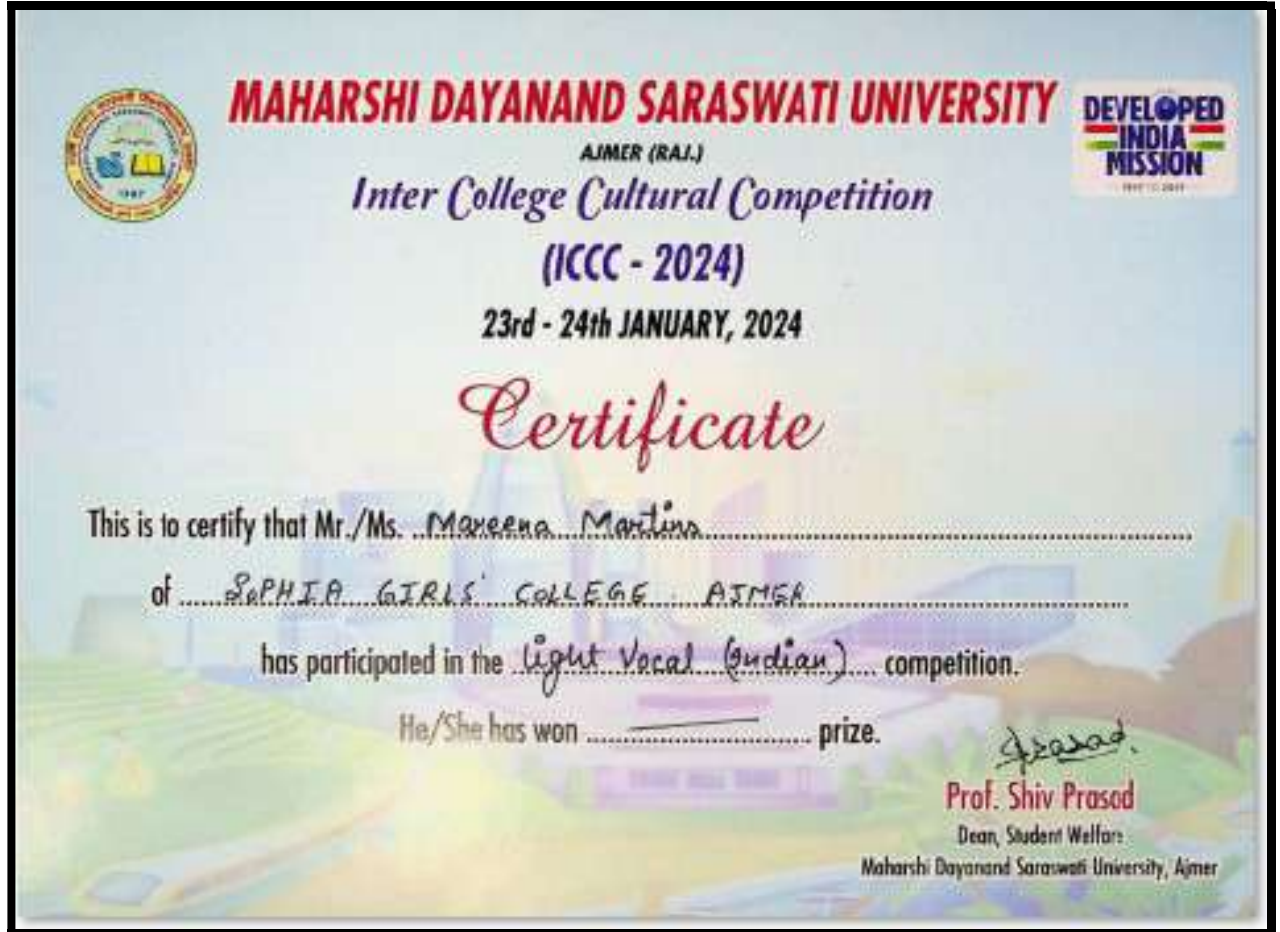 MAHARSHI DAYANAND SARASWATI UNIVERSITY
AJMER (RAJ.)
Inter College Cultural Competition
(ICCC - 2024)
23rd - 24th JANUARY, 2024
DEVELOPED
INDIA
MISSION
1987
Certificate
This is to certify that Mr./Ms. Mareena Martins
of SOPHIA GIRLS' COLLEGE. AJMER
has participated in the Light Vocal (Indian) competition.
He/She has won prize.
Prasad.
Prof. Shiv Prasad
Dean, Student Welfare
Maharshi Dayanand Saraswati University, Ajmer